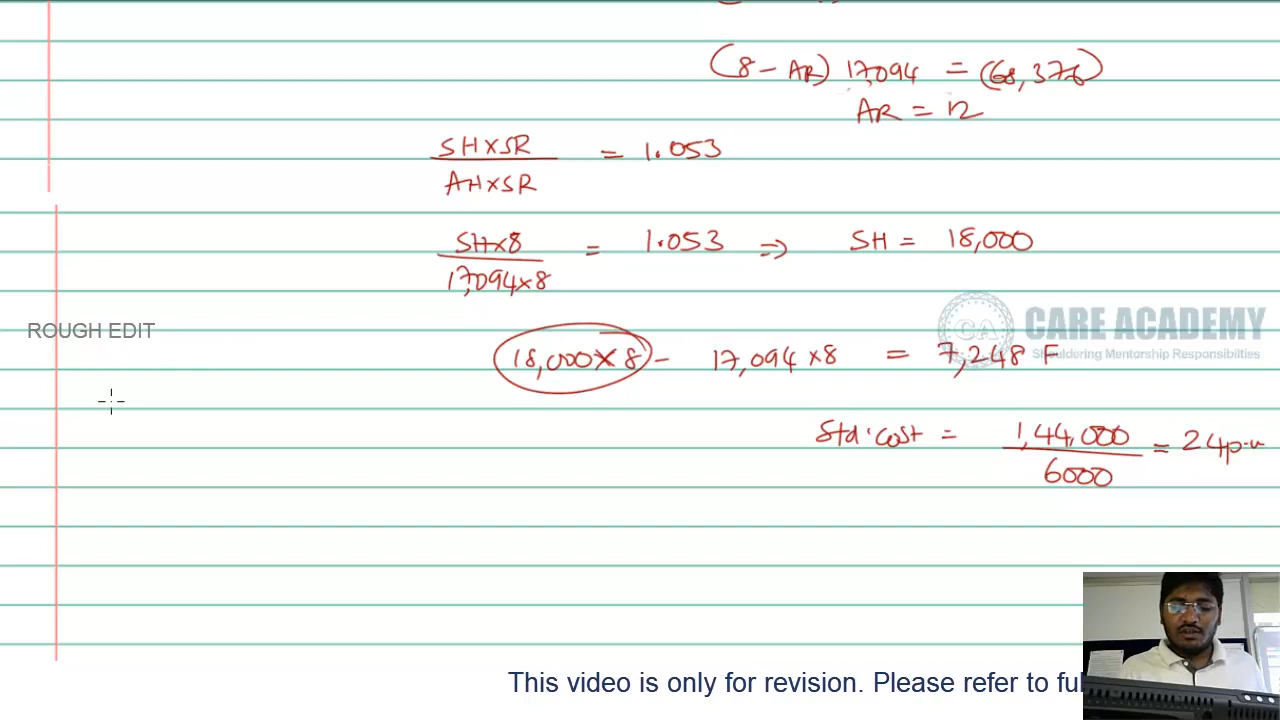 (8 - AR) 17,094 = (68,376)
AR = 12
SH×SR
= 1.053
AH×SR
SH×8
= 1.053 ⇒ SH = 18,000
17,094×8
ROUGH EDIT
CARE ACADEMY
Shouldering Mentorship Responsibilties
18,000×8 - 17,094×8 = 7,248 F
Std. cost = 1,44,000 = 24p.u
6000
This video is only for revision. Please refer to ful